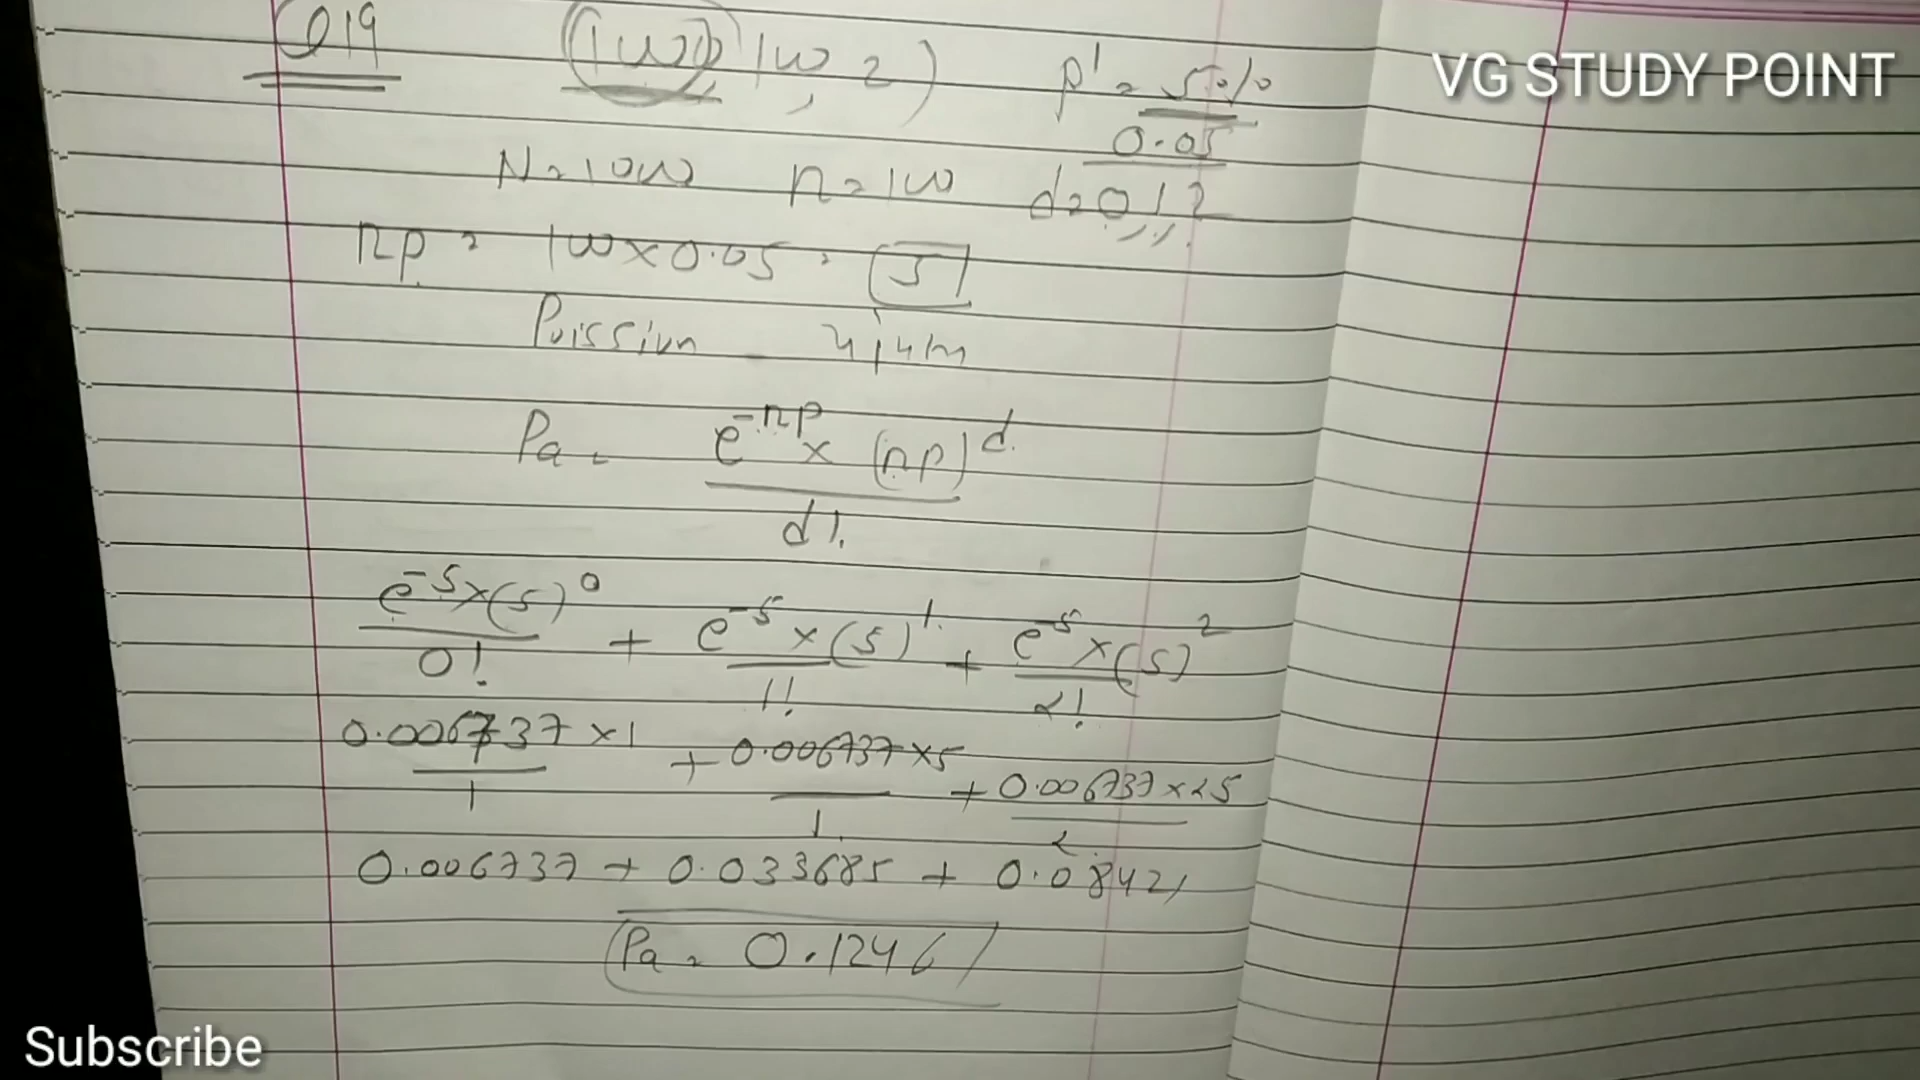 Q19 (1000, 100, 2) p' = 5%
VG STUDY POINT
0.05
N = 1000 n = 100 d = 0, 1, 2
np = 100 × 0.05 = 5
Poission
Pa = e^-np × (np)^d
d!
e^-5 × (5)^0 + e^-5 × (5)^1 + e^-5 × (5)^2
0! 1! 2!
0.006737 × 1 + 0.006737 × 5 + 0.006737 × 25
1 1 2
0.006737 + 0.033685 + 0.0842
Pa = 0.1246
Subscribe